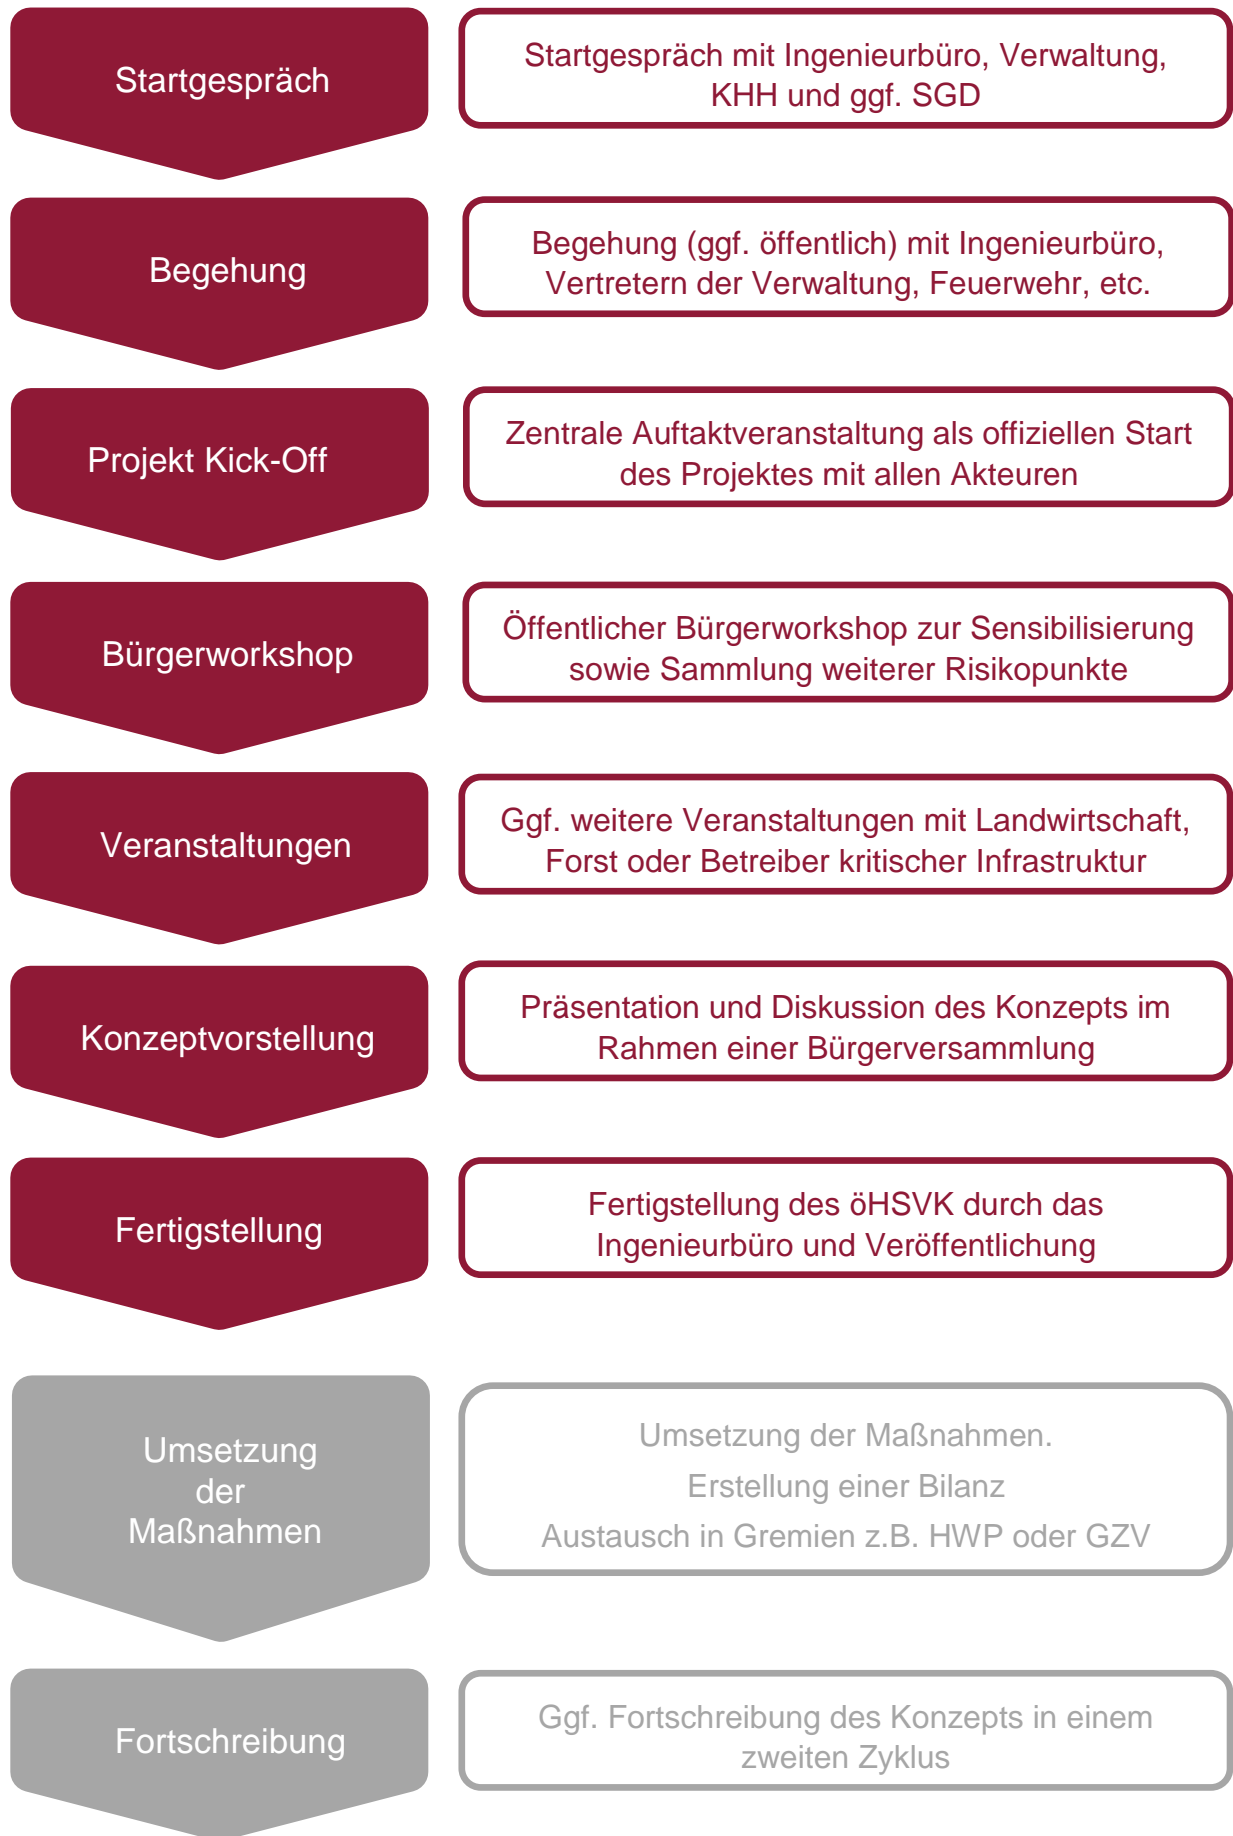 Startgespräch
Startgespräch mit Ingenieurbüro, Verwaltung,
KHH und ggf. SGD
Begehung
Begehung (ggf. öffentlich) mit Ingenieurbüro,
Vertretern der Verwaltung, Feuerwehr, etc.
Projekt Kick-Off
Zentrale Auftaktveranstaltung als offiziellen Start
des Projektes mit allen Akteuren
Bürgerworkshop
Öffentlicher Bürgerworkshop zur Sensibilisierung
sowie Sammlung weiterer Risikopunkte
Veranstaltungen
Ggf. weitere Veranstaltungen mit Landwirtschaft,
Forst oder Betreiber kritischer Infrastruktur
Konzeptvorstellung
Präsentation und Diskussion des Konzepts im
Rahmen einer Bürgerversammlung
Fertigstellung
Fertigstellung des öHSVK durch das
Ingenieurbüro und Veröffentlichung
Umsetzung
der
Maßnahmen
Umsetzung der Maßnahmen.
Erstellung einer Bilanz
Austausch in Gremien z.B. HWP oder GZV
Fortschreibung
Ggf. Fortschreibung des Konzepts in einem
zweiten Zyklus